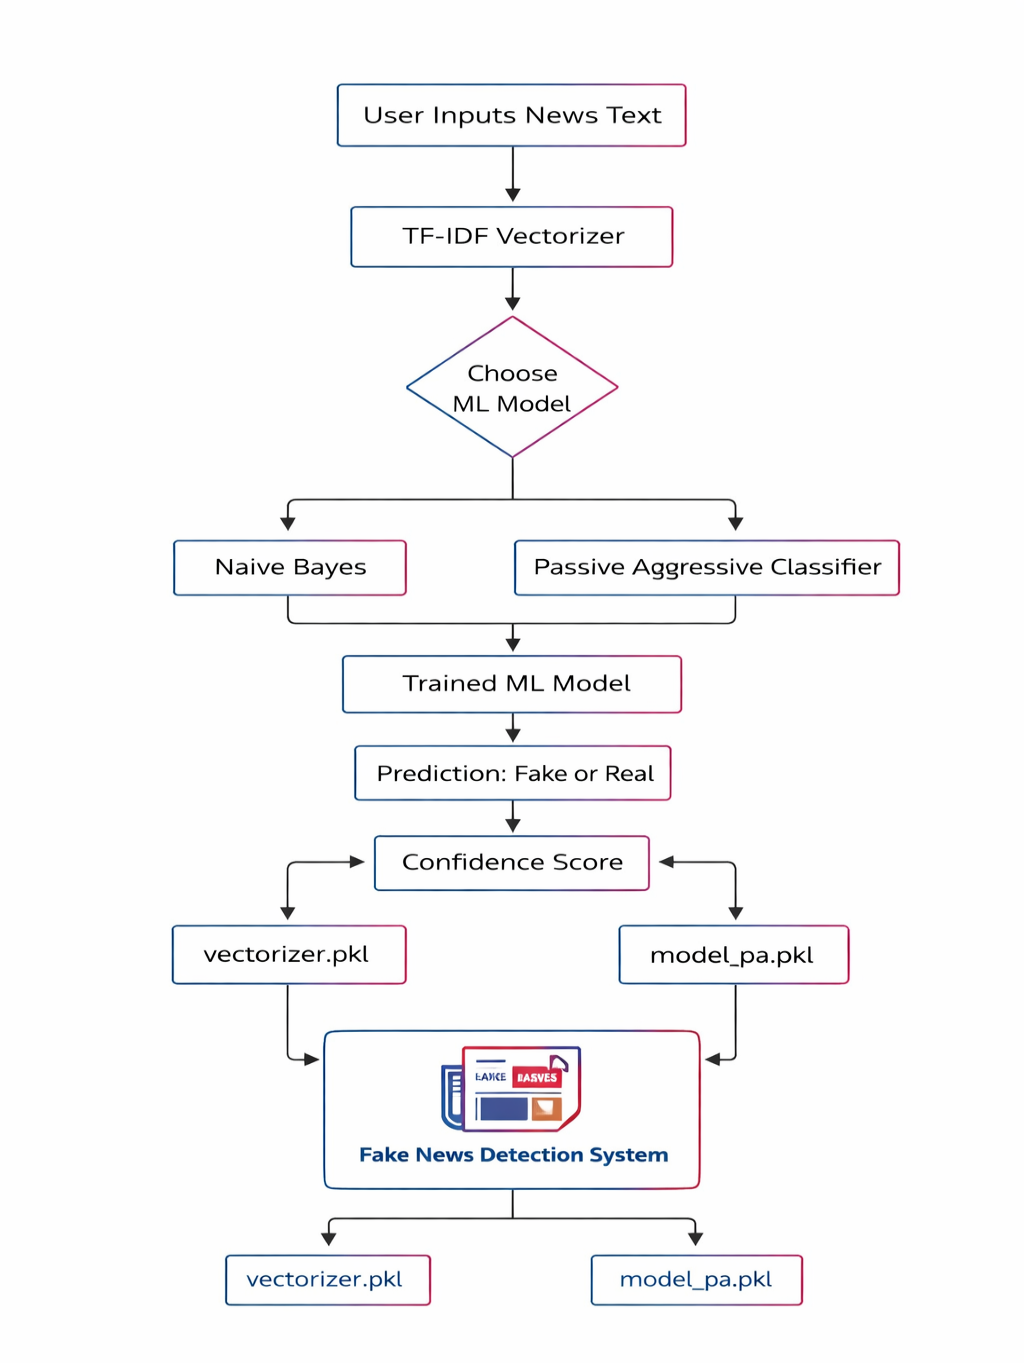 User Inputs News Text
TF-IDF Vectorizer
Choose
ML Model
Naive Bayes
Passive Aggressive Classifier
Trained ML Model
Prediction: Fake or Real
Confidence Score
vectorizer.pkl
model_pa.pkl
Fake News Detection System
vectorizer.pkl
model_pa.pkl